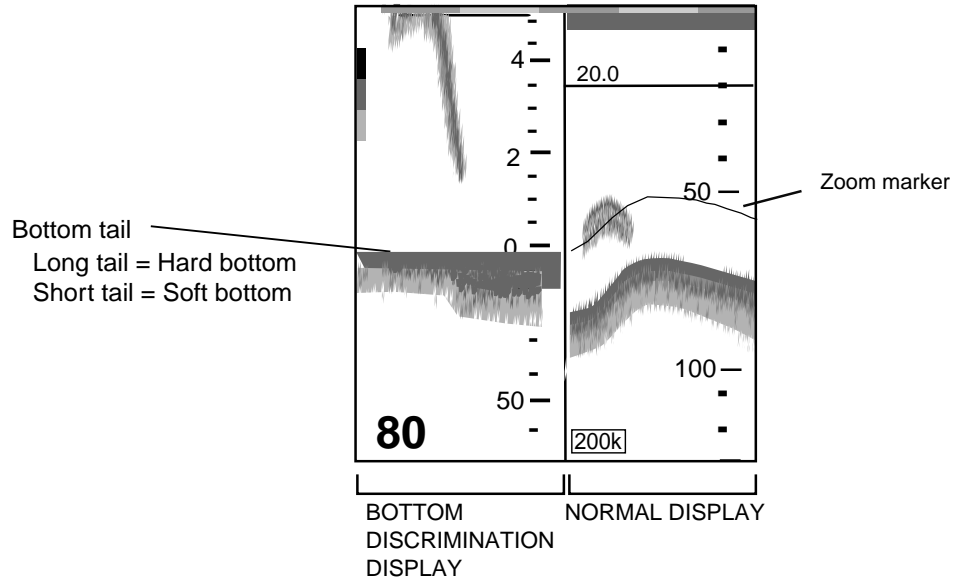 4
2
0
50
80
20.0
50
100
200k
Zoom marker
Bottom tail
Long tail = Hard bottom
Short tail = Soft bottom
BOTTOM
DISCRIMINATION
DISPLAY
NORMAL DISPLAY